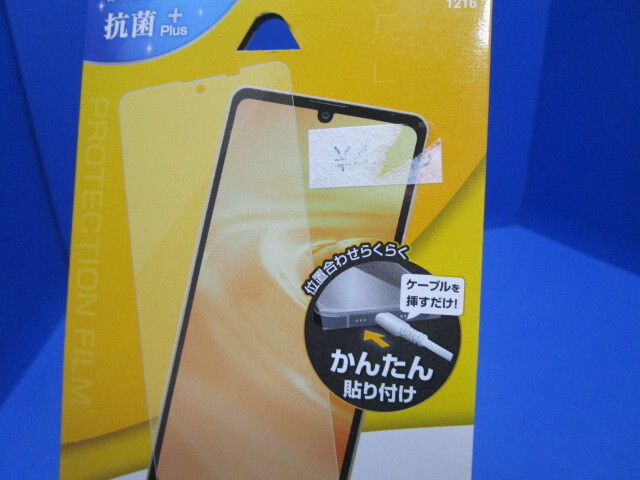 1216
抗菌+
Plus
PROTECTION FILM
¥
位置合わせらくらく
ケーブルを
挿すだけ!
かんたん
貼り付け